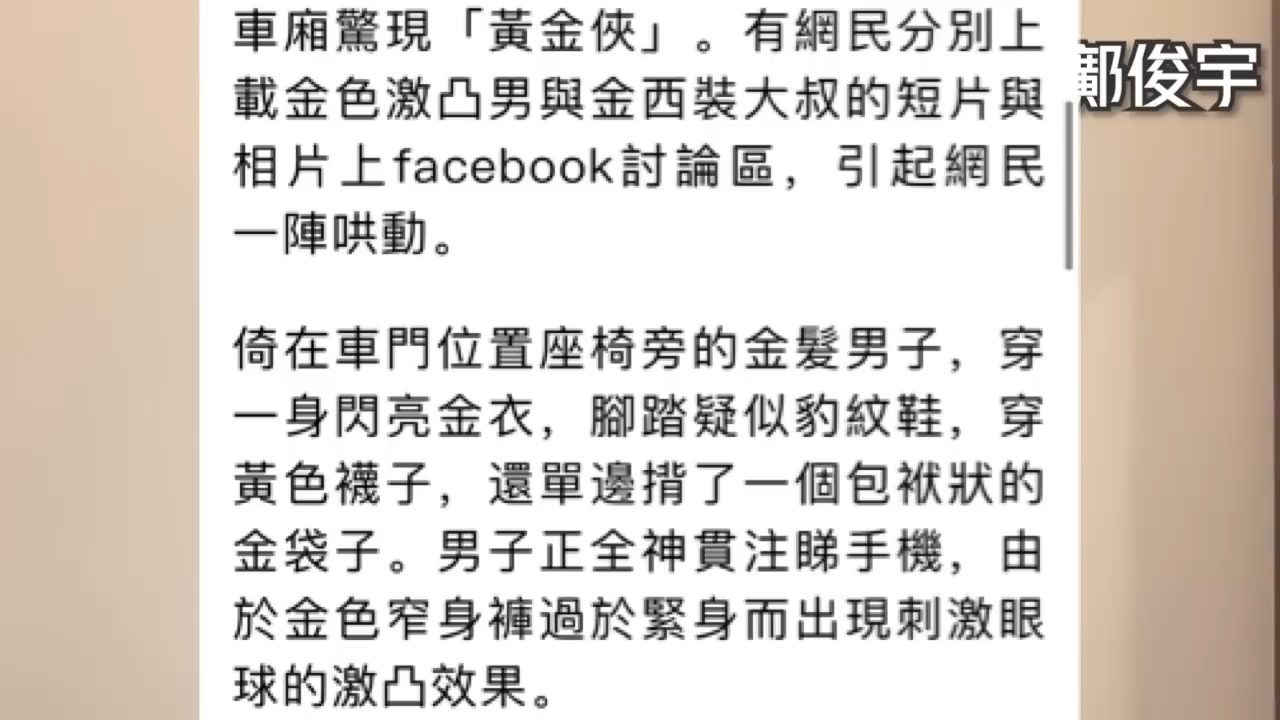 車廂驚現「黃金俠」。有網民分別上
載金色激凸男與金西裝大叔的短片與
相片上facebook討論區，引起網民
一陣哄動。
倚在車門位置座椅旁的金髮男子，穿
一身閃亮金衣，腳踏疑似豹紋鞋，穿
黃色襪子，還單邊揹了一個包袱狀的
金袋子。男子正全神貫注睇手機，由
於金色窄身褲過於緊身而出現刺激眼
球的激凸效果。
鄺俊宇